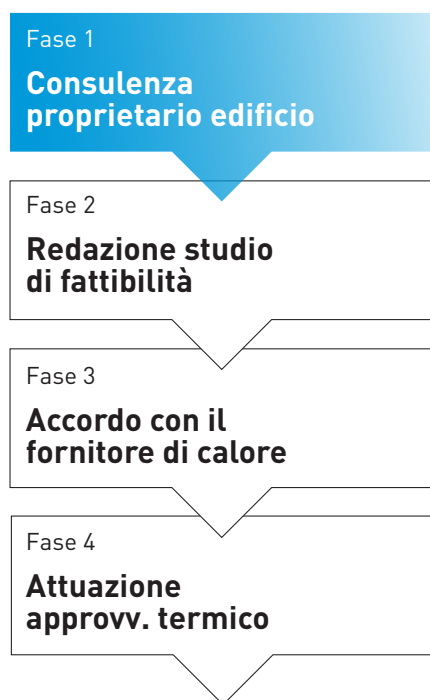 Fase 1
Consulenza
proprietario edificio
Fase 2
Redazione studio
di fattibilità
Fase 3
Accordo con il
fornitore di calore
Fase 4
Attuazione
approvv. termico